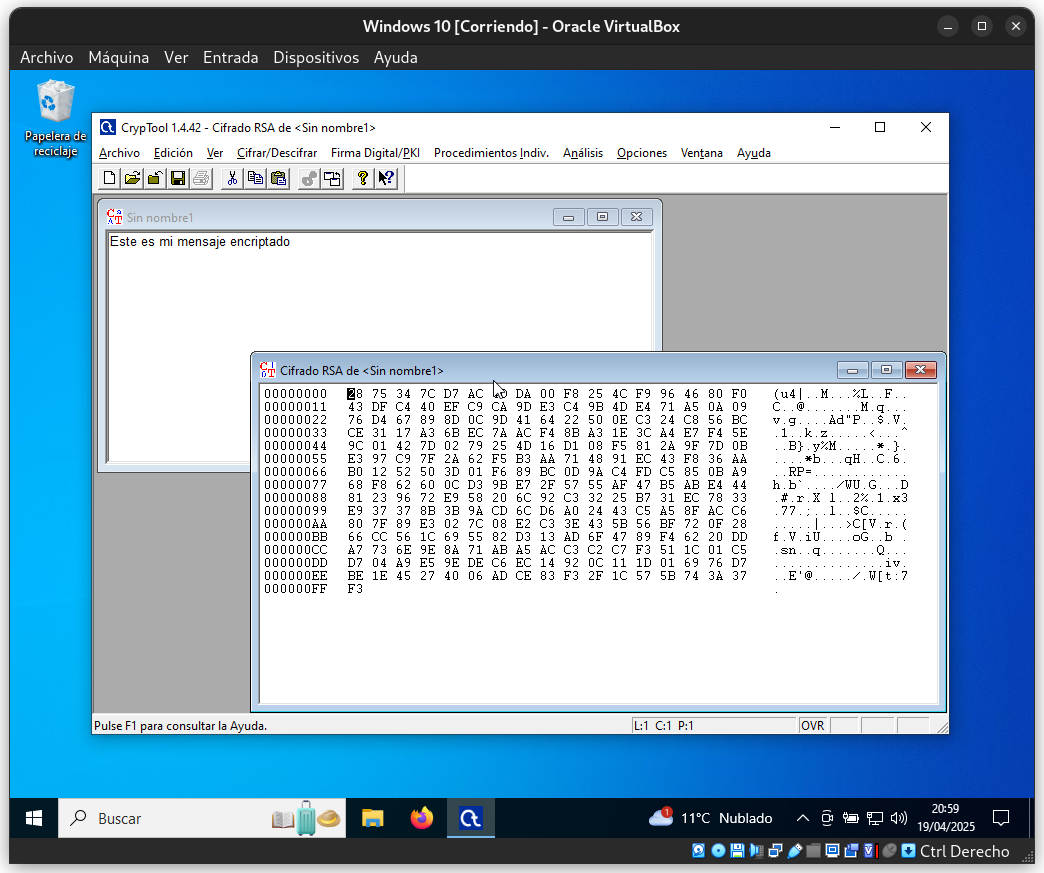 Windows 10 [Corriendo] - Oracle VirtualBox
Archivo Máquina Ver Entrada Dispositivos Ayuda
Papelera de
reciclaje
CrypTool 1.4.42 - Cifrado RSA de <Sin nombre1>
Archivo Edición Ver Cifrar/Descifrar Firma Digital/PKI Procedimientos Indiv. Análisis Opciones Ventana Ayuda
Sin nombre1
Este es mi mensaje encriptado
Cifrado RSA de <Sin nombre1>
00000000 28 75 34 7C D7 AC DA 00 F8 25 4C F9 96 46 80 F0 (u4|..M...%L..F..
00000011 43 DF C4 40 EF C9 CA 9D E3 C4 9B 4D E4 71 A5 0A 09 C..@.......M.q...
00000022 76 D4 67 89 8D 0C 9D 41 64 22 50 0E C3 24 C8 56 BC v.g....Ad"P..$.V.
00000033 CE 31 17 A3 6B EC 7A AC F4 8B A3 1E 3C A4 E7 F4 5E .1..k.z.....<...^
00000044 9C 01 42 7D 02 79 25 4D 16 D1 08 F5 81 2A 9F 7D 0B ..B}.y%M.....*.}.
00000055 E3 97 C9 7F 2A 62 F5 B3 AA 71 48 91 EC 43 F8 36 AA ....*b...qH..C.6.
00000066 B0 12 52 50 3D 01 F6 89 BC 0D 9A C4 FD C5 85 0B A9 ..RP=............
00000077 68 F8 62 60 0C D3 9B E7 2F 57 55 AF 47 B5 AB E4 44 h.b`..../WU.G...D
00000088 81 23 96 72 E9 58 20 6C 92 C3 32 25 B7 31 EC 78 33 .#.r.X l..2%.1.x3
00000099 E9 37 37 8B 3B 9A CD 6C D6 A0 24 43 C5 A5 8F AC C6 .77.;..l..$C.....
000000AA 80 7F 89 E3 02 7C 08 E2 C3 3E 43 5B 56 BF 72 0F 28 .....|...>C[V.r.(
000000BB 66 CC 56 1C 69 55 82 D3 13 AD 6F 47 89 F4 62 20 DD f.V.iU....oG..b .
000000CC A7 73 6E 9E 8A 71 AB A5 AC C3 C2 C7 F3 51 1C 01 C5 .sn..q.......Q...
000000DD D7 04 A9 E5 9E DE C6 EC 14 92 0C 11 1D 01 69 76 D7 ..............iv.
000000EE BE 1E 45 27 40 06 AD CE 83 F3 2F 1C 57 5B 74 3A 37 ..E'@...../.W[t:7
000000FF F3 .
Pulse F1 para consultar la Ayuda. L:1 C:1 P:1 OVR
Buscar 1 11°C Nublado 20:59
19/04/2025
Ctrl Derecho